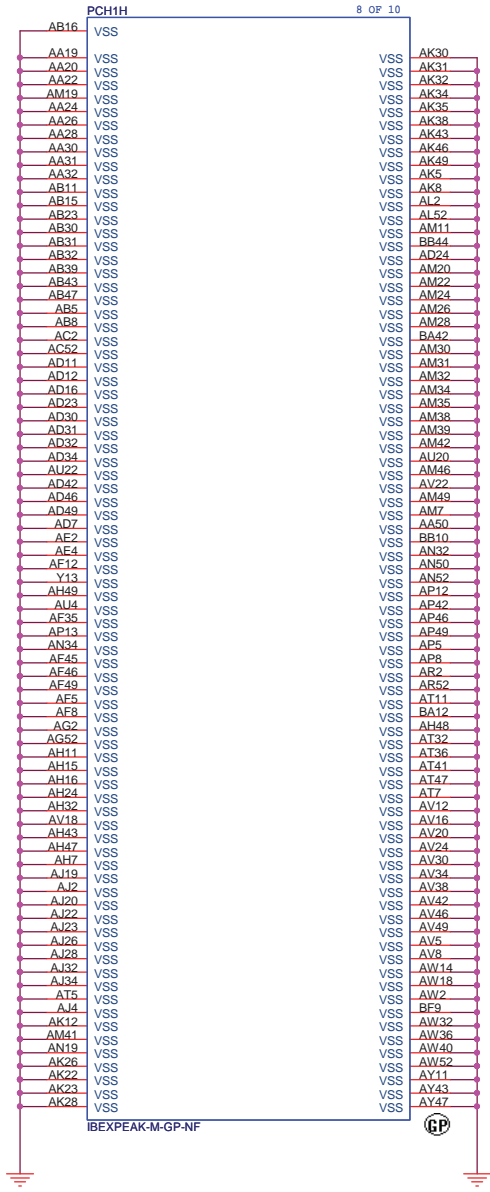 PCH1H 8 OF 10
AB16 VSS
AA19 VSS VSS AK30
AA20 VSS VSS AK31
AA22 VSS VSS AK32
AM19 VSS VSS AK34
AA24 VSS VSS AK35
AA26 VSS VSS AK38
AA28 VSS VSS AK43
AA30 VSS VSS AK46
AA31 VSS VSS AK49
AA32 VSS VSS AK5
AB11 VSS VSS AK8
AB15 VSS VSS AL2
AB23 VSS VSS AL52
AB30 VSS VSS AM11
AB31 VSS VSS BB44
AB32 VSS VSS AD24
AB39 VSS VSS AM20
AB43 VSS VSS AM22
AB47 VSS VSS AM24
AB5 VSS VSS AM26
AB8 VSS VSS AM28
AC2 VSS VSS BA42
AC52 VSS VSS AM30
AD11 VSS VSS AM31
AD12 VSS VSS AM32
AD16 VSS VSS AM34
AD23 VSS VSS AM35
AD30 VSS VSS AM38
AD31 VSS VSS AM39
AD32 VSS VSS AM42
AD34 VSS VSS AU20
AU22 VSS VSS AM46
AD42 VSS VSS AV22
AD46 VSS VSS AM49
AD49 VSS VSS AM7
AD7 VSS VSS AA50
AE2 VSS VSS BB10
AE4 VSS VSS AN32
AF12 VSS VSS AN50
Y13 VSS VSS AN52
AH49 VSS VSS AP12
AU4 VSS VSS AP42
AF35 VSS VSS AP46
AP13 VSS VSS AP49
AN34 VSS VSS AP5
AF45 VSS VSS AP8
AF46 VSS VSS AR2
AF49 VSS VSS AR52
AF5 VSS VSS AT11
AF8 VSS VSS BA12
AG2 VSS VSS AH48
AG52 VSS VSS AT32
AH11 VSS VSS AT36
AH15 VSS VSS AT41
AH16 VSS VSS AT47
AH24 VSS VSS AT7
AH32 VSS VSS AV12
AV18 VSS VSS AV16
AH43 VSS VSS AV20
AH47 VSS VSS AV24
AH7 VSS VSS AV30
AJ19 VSS VSS AV34
AJ2 VSS VSS AV38
AJ20 VSS VSS AV42
AJ22 VSS VSS AV46
AJ23 VSS VSS AV49
AJ26 VSS VSS AV5
AJ28 VSS VSS AV8
AJ32 VSS VSS AW14
AJ34 VSS VSS AW18
AT5 VSS VSS AW2
AJ4 VSS VSS BF9
AK12 VSS VSS AW32
AM41 VSS VSS AW36
AN19 VSS VSS AW40
AK26 VSS VSS AW52
AK22 VSS VSS AY11
AK23 VSS VSS AY43
AK28 VSS VSS AY47
IBEXPEAK-M-GP-NF GP